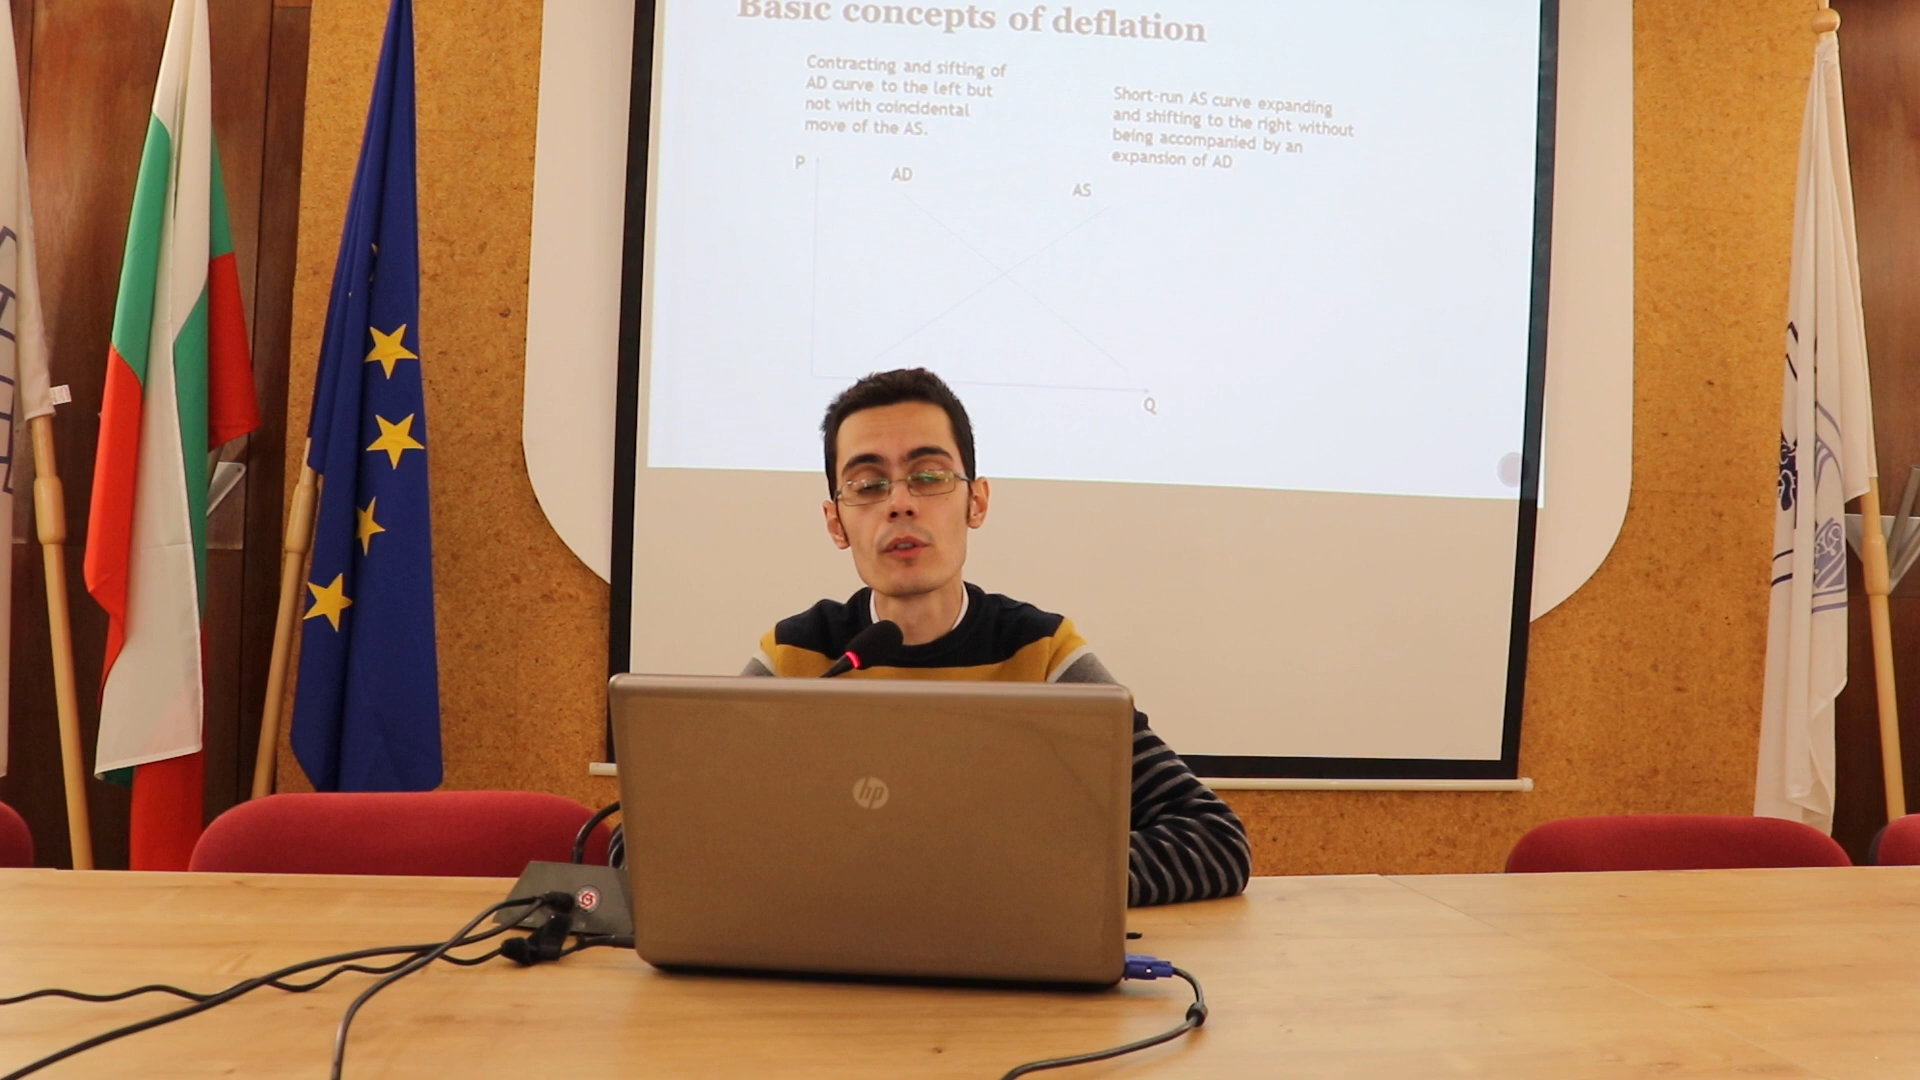 Basic concepts of deflation
Contracting and sifting of
AD curve to the left but
not with coincidental
move of the AS.
Short-run AS curve expanding
and shifting to the right without
being accompanied by an
expansion of AD
P
AD
AS
Q
hp